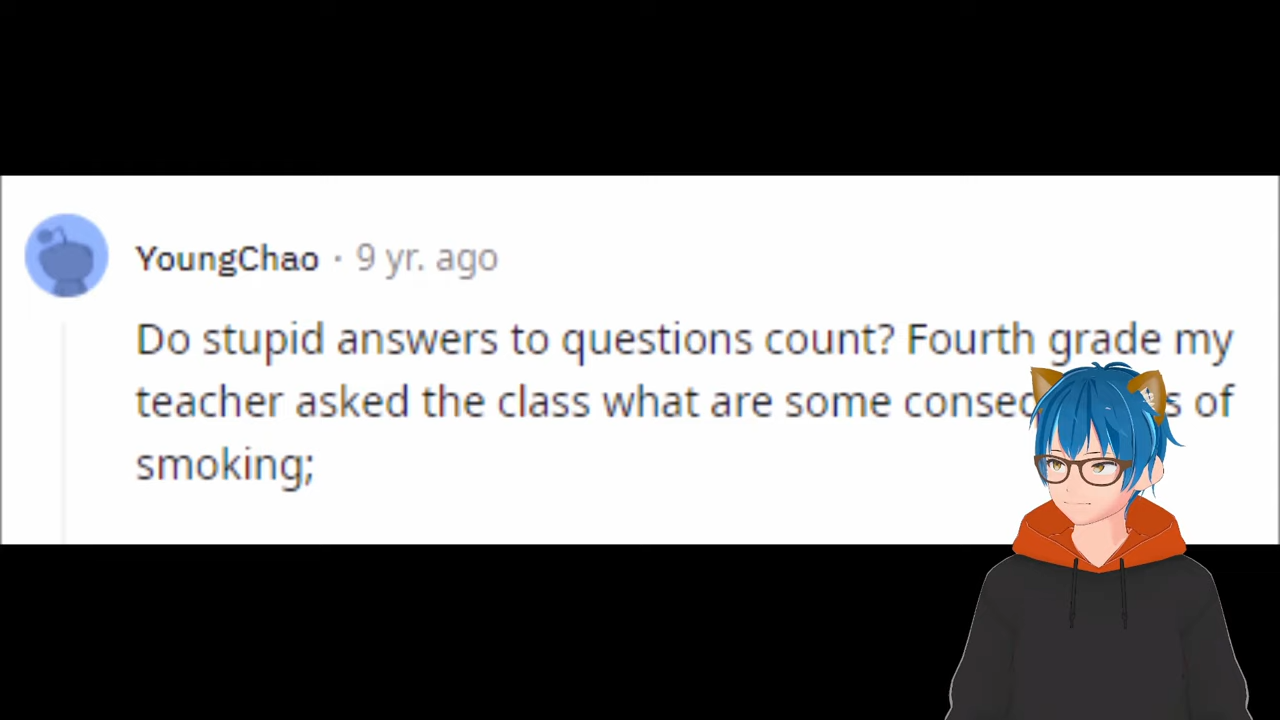 YoungChao · 9 yr. ago
Do stupid answers to questions count? Fourth grade my
teacher asked the class what are some of
smoking;